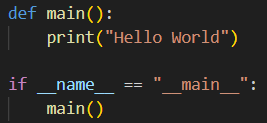 def main():
    print("Hello World")

if __name__ == "__main__":
    main()